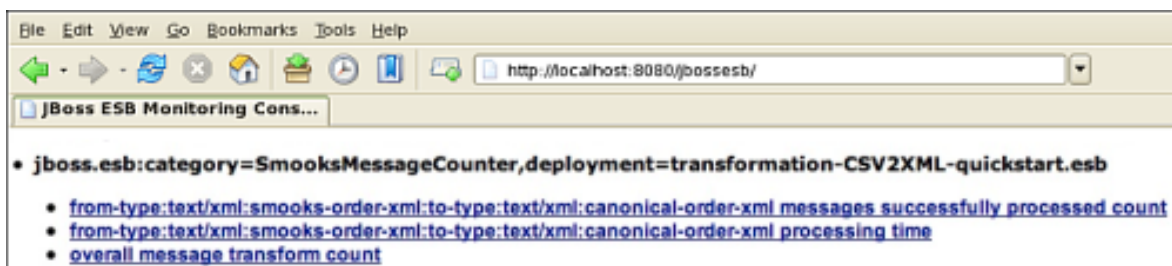 File Edit View Go Bookmarks Tools Help
http://localhost:8080/jbossesb/
JBoss ESB Monitoring Cons...
• jboss.esb:category=SmooksMessageCounter,deployment=transformation-CSV2XML-quickstart.esb
• from-type:text/xml:smooks-order-xml:to-type:text/xml:canonical-order-xml messages successfully processed count
• from-type:text/xml:smooks-order-xml:to-type:text/xml:canonical-order-xml processing time
• overall message transform count